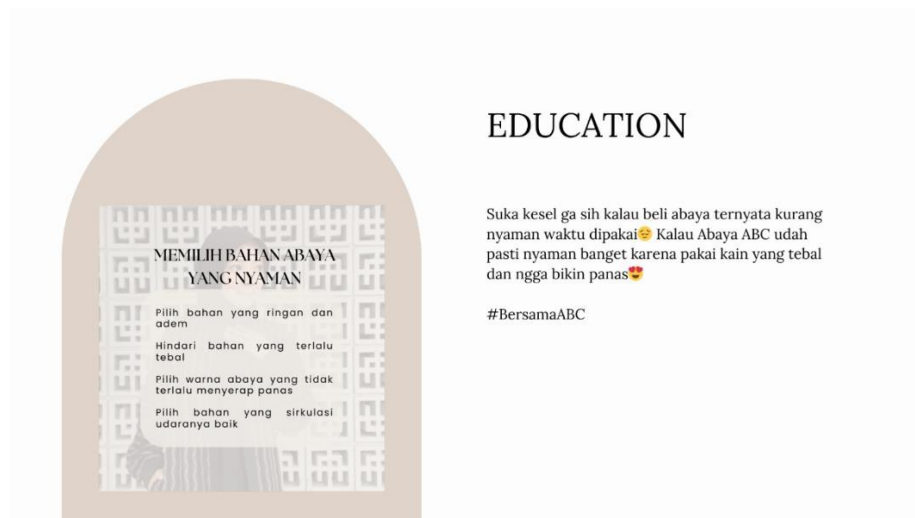 MEMILIH BAHAN ABAYA
YANG NYAMAN
Pilih bahan yang ringan dan
adem
Hindari bahan yang terlalu
tebal
Pilih warna abaya yang tidak
terlalu menyerap panas
Pilih bahan yang sirkulasi
udaranya baik
EDUCATION
Suka kesel ga sih kalau beli abaya ternyata kurang
nyaman waktu dipakai😔 Kalau Abaya ABC udah
pasti nyaman banget karena pakai kain yang tebal
dan ngga bikin panas😍
#BersamaABC